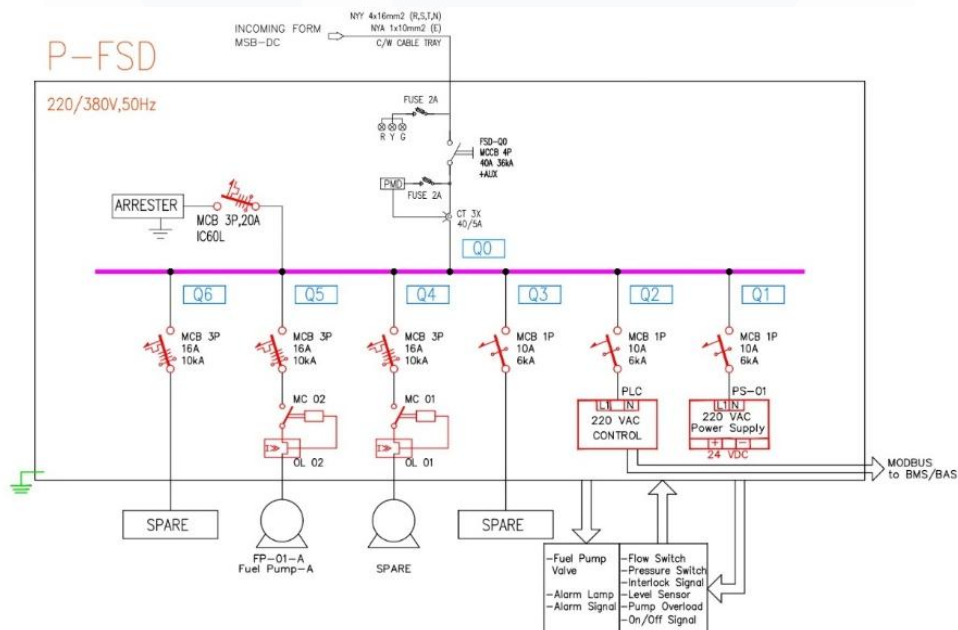 NYY 4x16mm2 (R,S,T,N)
NYA 1x10mm2 (E)
C/W CABLE TRAY
INCOMING FORM
MSB-DC
P-FSD
220/380V,50Hz
FUSE 2A
R Y G
FSD-Q0
MCCB 4P
40A 36kA
+AUX
PMD
FUSE 2A
CT 3X
40/5A
ARRESTER
MCB 3P,20A
IC60L
Q0
Q6
Q5
Q4
Q3
Q2
Q1
MCB 3P
16A
10kA
MCB 3P
16A
10kA
MCB 3P
16A
10kA
MCB 1P
10A
6kA
MCB 1P
10A
6kA
MCB 1P
10A
6kA
MC 02
OL 02
MC 01
OL 01
PLC
L1 N
220 VAC
CONTROL
PS-01
L1 N
220 VAC
Power Supply
+ -
24 VDC
MODBUS
to BMS/BAS
SPARE
FP-01-A
Fuel Pump-A
SPARE
SPARE
-Fuel Pump
Valve
-Alarm Lamp
-Alarm Signal
-Flow Switch
-Pressure Switch
-Interlock Signal
-Level Sensor
-Pump Overload
-On/Off Signal